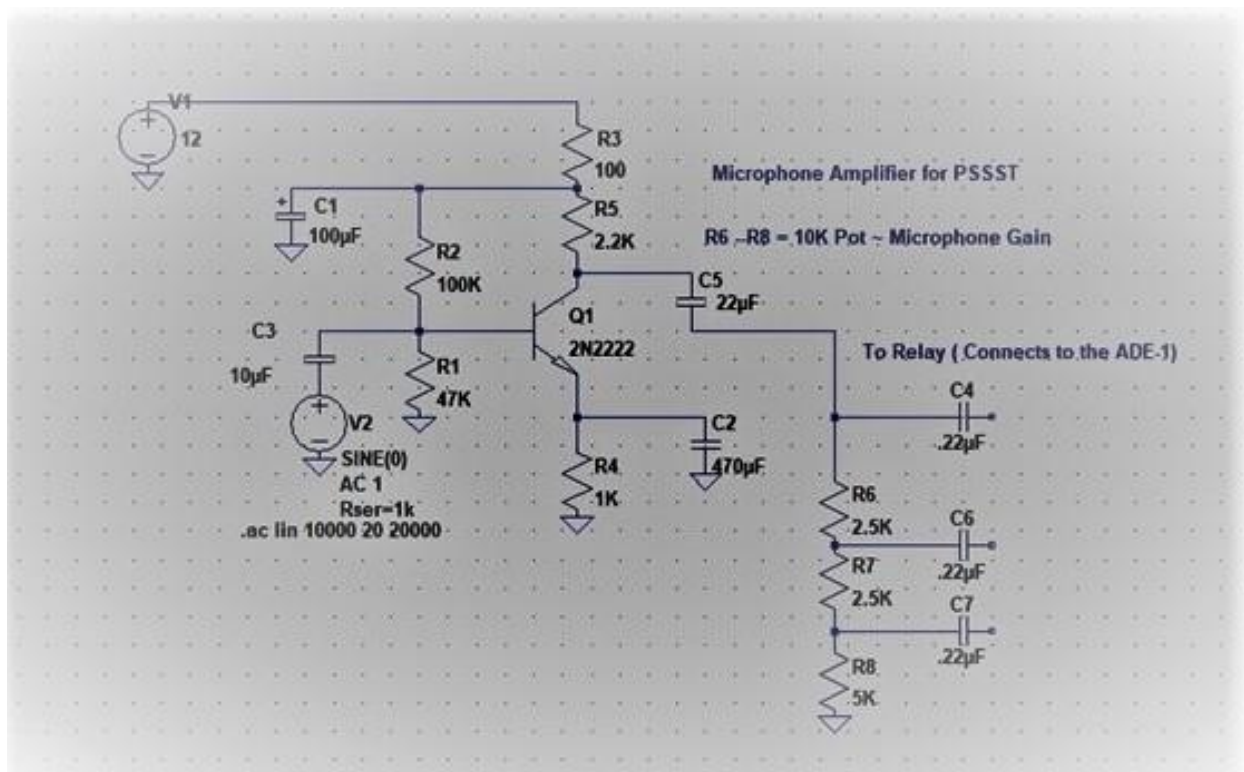 V1
12
R3
100
Microphone Amplifier for PSSST
C1
100µF
R5
2.2K
R6 -R8 = 10K Pot ~ Microphone Gain
R2
100K
C5
22µF
C3
10µF
Q1
2N2222
To Relay ( Connects to the ADE-1)
R1
47K
C4
.22µF
V2
SINE(0)
AC 1
Rser=1k
.ac lin 10000 20 20000
C2
470µF
R4
1K
R6
2.5K
C6
.22µF
R7
2.5K
C7
.22µF
R8
5K